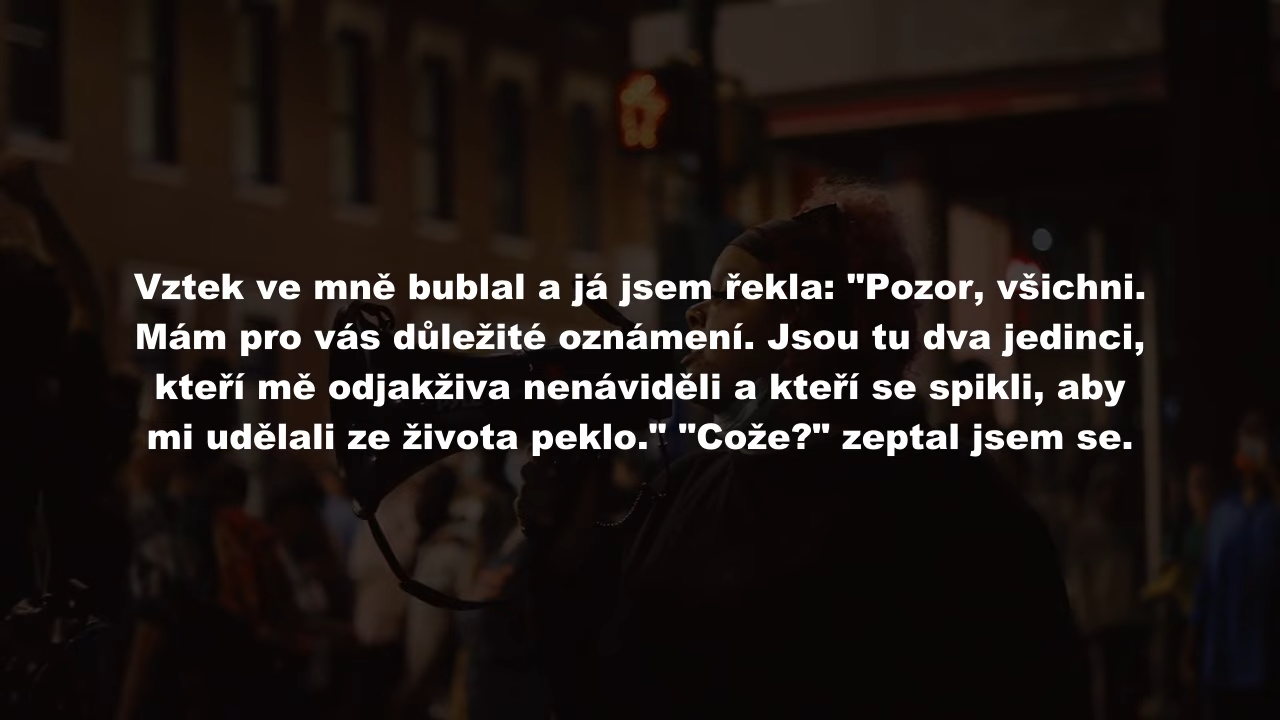 Vztek ve mně bublal a já jsem řekla: "Pozor, všichni.
Mám pro vás důležité oznámení. Jsou tu dva jedinci,
kteří mě odjakživa nenáviděli a kteří se spikli, aby
mi udělali ze života peklo." "Cože?" zeptal jsem se.